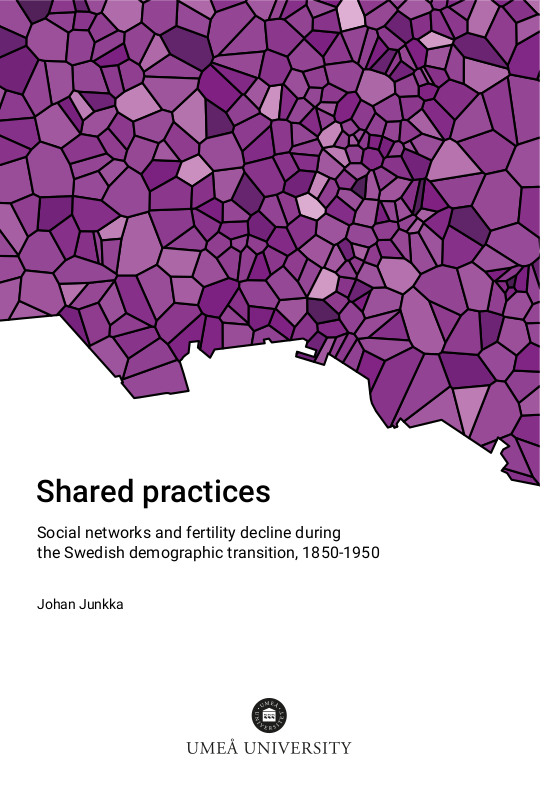 Shared practices
Social networks and fertility decline during
the Swedish demographic transition, 1850-1950
Johan Junkka
UMEÅ UNIVERSITY